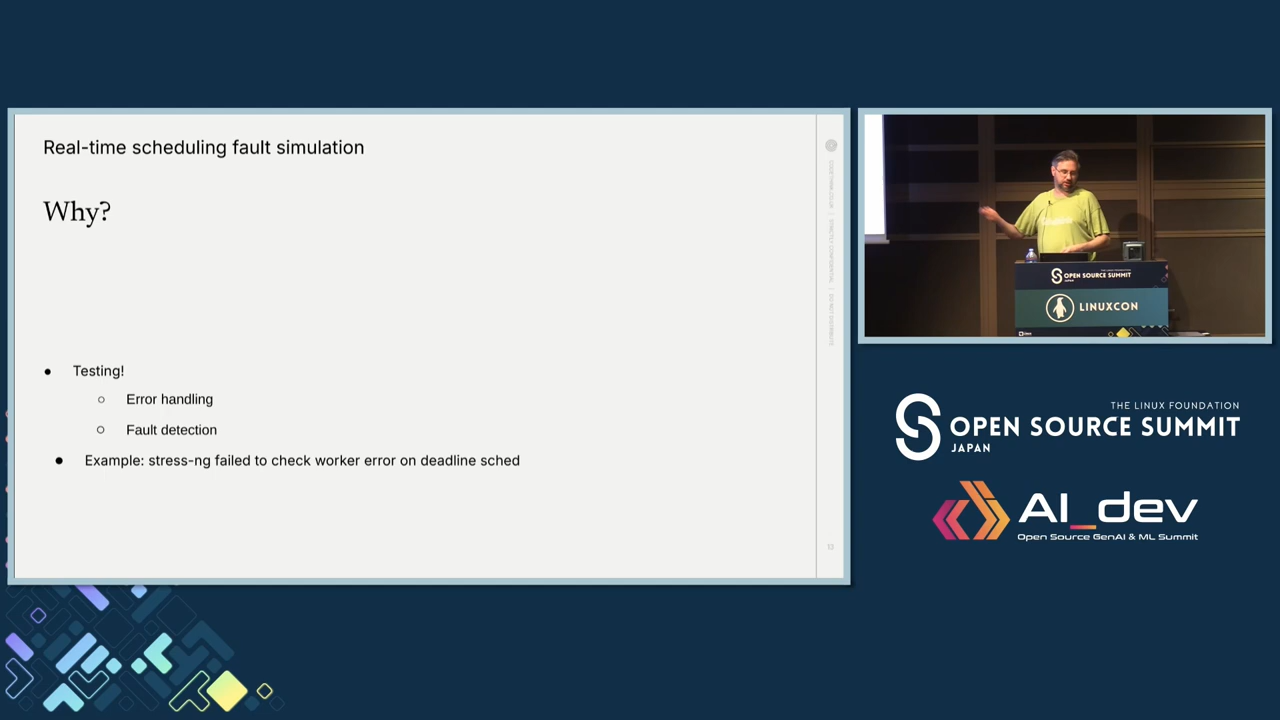 Real-time scheduling fault simulation
Why?
● Testing!
○ Error handling
○ Fault detection
● Example: stress-ng failed to check worker error on deadline sched
12
OPEN SOURCE SUMMIT
JAPAN
LINUXCON
THE LINUX FOUNDATION
OPEN SOURCE SUMMIT
JAPAN
AI_dev
Open Source GenAI & ML Summit